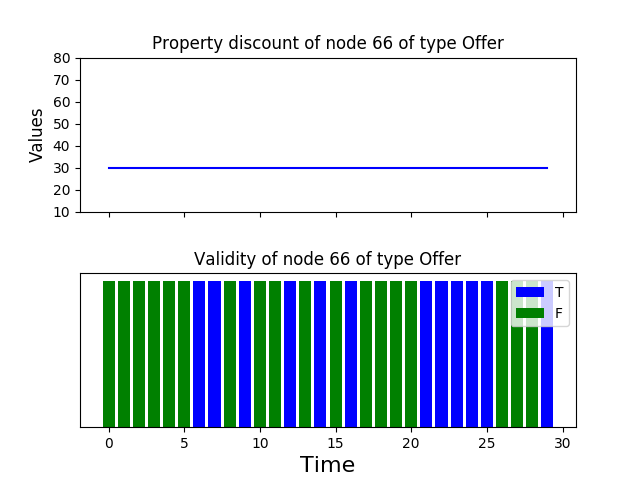 Property discount of node 66 of type Offer
80
70
60
50
40
30
20
10
Values
Validity of node 66 of type Offer
T
F
0 5 10 15 20 25 30
Time